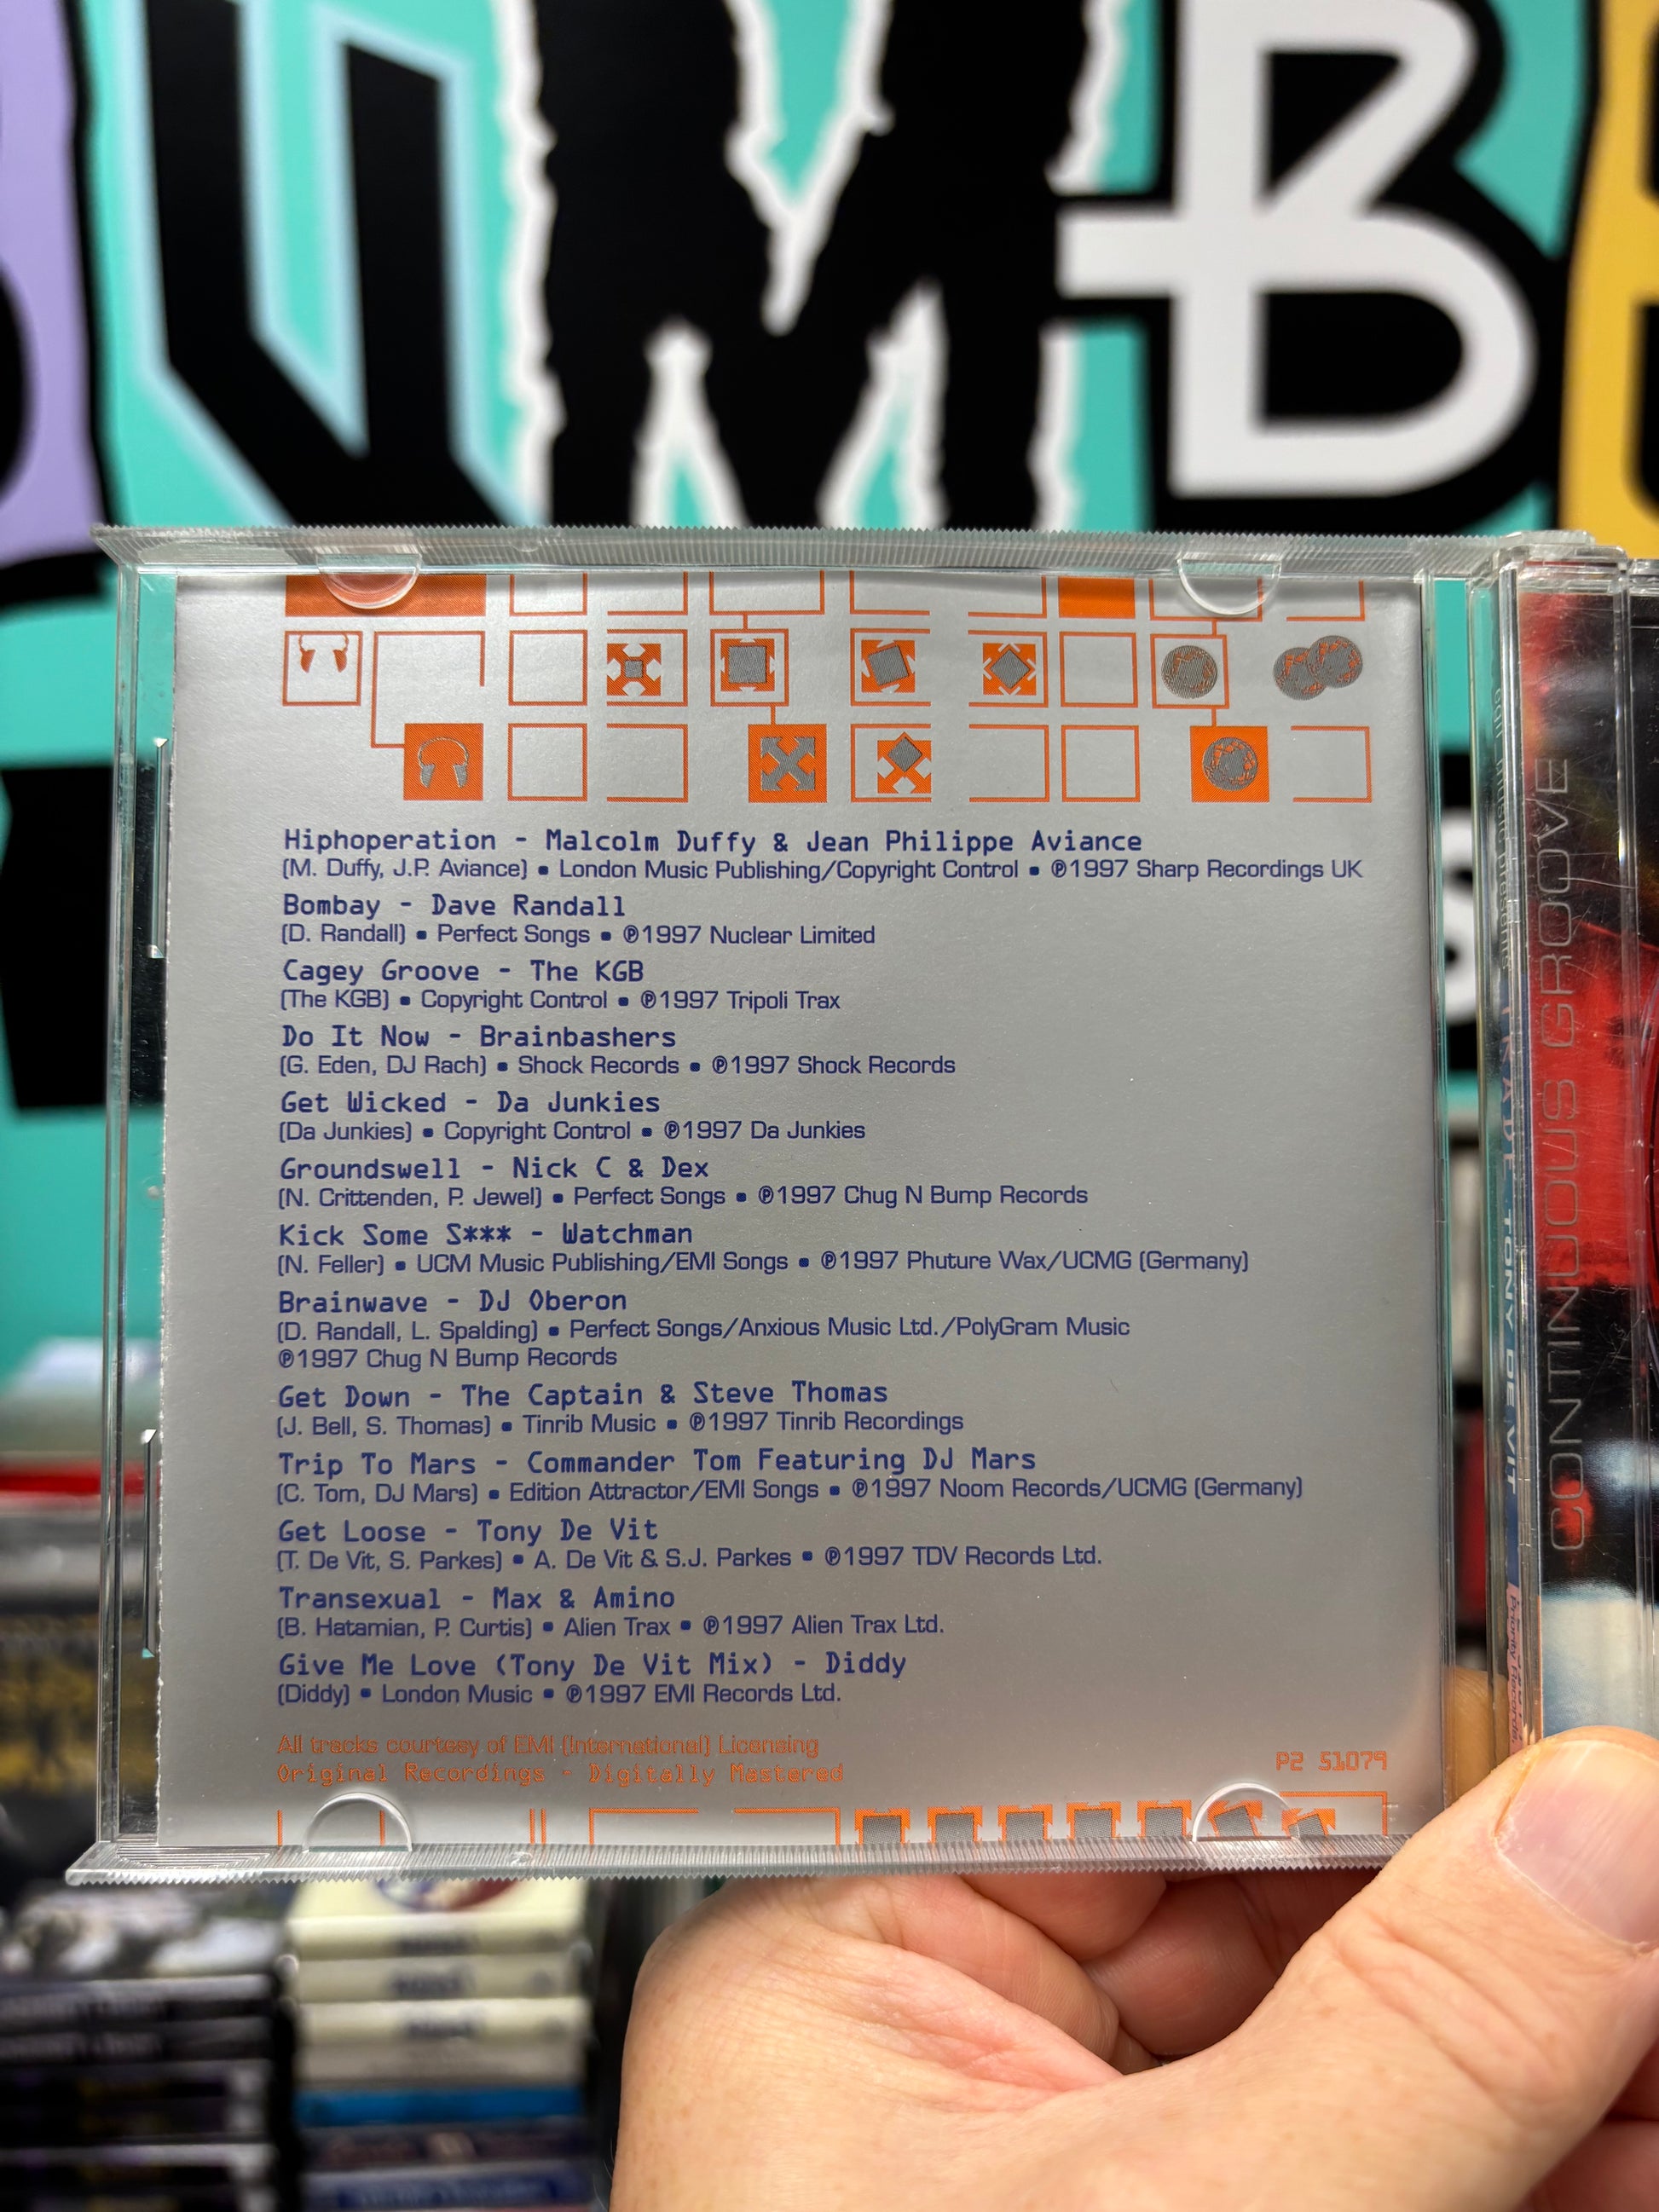 Hiphoperation - Malcolm Duffy & Jean Philippe Aviance
(M. Duffy, J.P. Aviance) • London Music Publishing/Copyright Control • ℗1997 Sharp Recordings UK
Bombay - Dave Randall
(D. Randall) • Perfect Songs • ℗1997 Nuclear Limited
Cagey Groove - The KGB
(The KGB) • Copyright Control • ℗1997 Tripoli Trax
Do It Now - Brainbashers
(G. Eden, DJ Rach) • Shock Records • ℗1997 Shock Records
Get Wicked - Da Junkies
(Da Junkies) • Copyright Control • ℗1997 Da Junkies
Groundswell - Nick C & Dex
(N. Crittenden, P. Jewel) • Perfect Songs • ℗1997 Chug N Bump Records
Kick Some S*** - Watchman
(N. Feller) • UCM Music Publishing/EMI Songs • ℗1997 Phuture Wax/UCMG (Germany)
Brainwave - DJ Oberon
(D. Randall, L. Spalding) • Perfect Songs/Anxious Music Ltd./PolyGram Music
℗1997 Chug N Bump Records
Get Down - The Captain & Steve Thomas
(J. Bell, S. Thomas) • Tinrib Music • ℗1997 Tinrib Recordings
Trip To Mars - Commander Tom Featuring DJ Mars
(C. Tom, DJ Mars) • Edition Attractor/EMI Songs • ℗1997 Noom Records/UCMG (Germany)
Get Loose - Tony De Vit
(T. De Vit, S. Parkes) • A. De Vit & S.J. Parkes • ℗1997 TDV Records Ltd.
Transexual - Max & Amino
(B. Hatamian, P. Curtis) • Alien Trax • ℗1997 Alien Trax Ltd.
Give Me Love (Tony De Vit Mix) - Diddy
(Diddy) • London Music • ℗1997 EMI Records Ltd.
All tracks courtesy of EMI (International) Licensing
Original Recordings - Digitally Mastered
P2 51079
TONY DE VIT
Priority Records
CONTINUOUS GROOVE
M
B